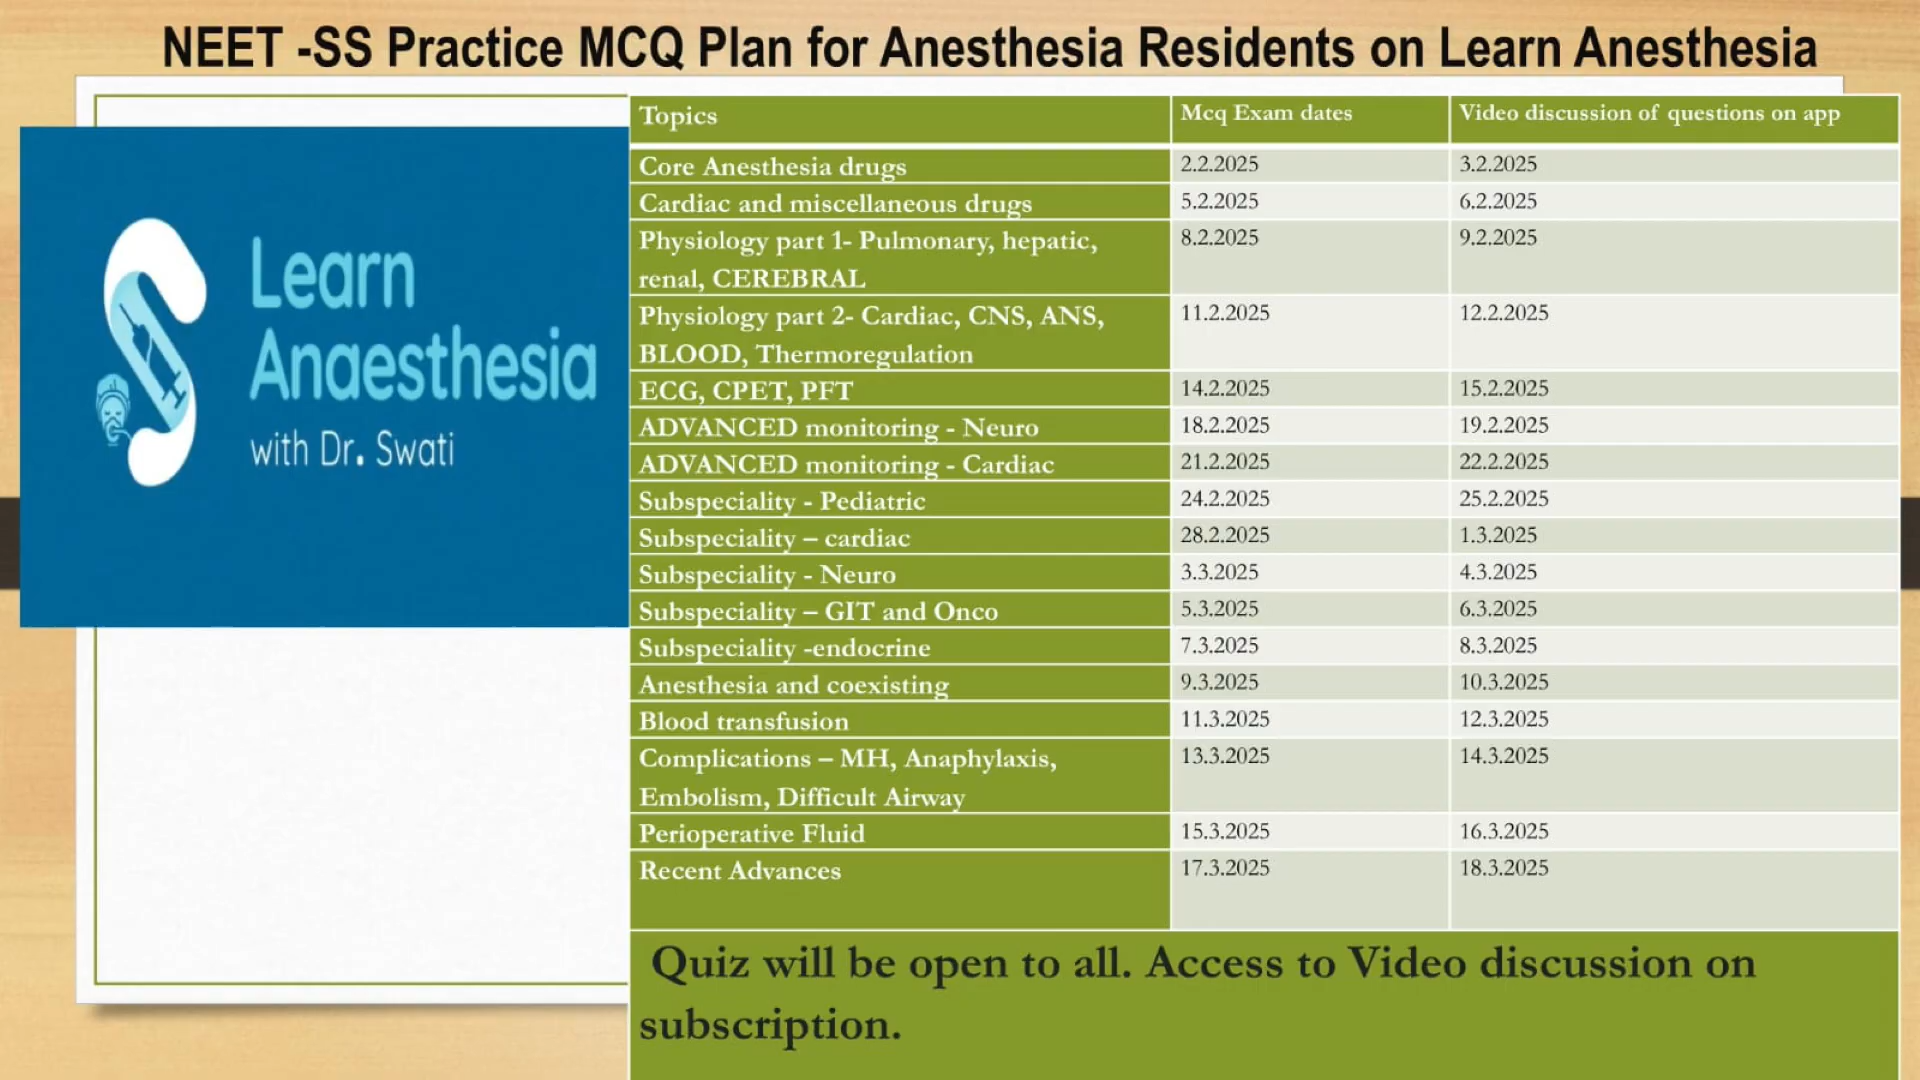 NEET -SS Practice MCQ Plan for Anesthesia Residents on Learn Anesthesia
Learn
Anaesthesia
with Dr. Swati
Topics Mcq Exam dates Video discussion of questions on app
Core Anesthesia drugs 2.2.2025 3.2.2025
Cardiac and miscellaneous drugs 5.2.2025 6.2.2025
Physiology part 1- Pulmonary, hepatic, 8.2.2025 9.2.2025
renal, CEREBRAL
Physiology part 2- Cardiac, CNS, ANS, 11.2.2025 12.2.2025
BLOOD, Thermoregulation
ECG, CPET, PFT 14.2.2025 15.2.2025
ADVANCED monitoring - Neuro 18.2.2025 19.2.2025
ADVANCED monitoring - Cardiac 21.2.2025 22.2.2025
Subspeciality - Pediatric 24.2.2025 25.2.2025
Subspeciality – cardiac 28.2.2025 1.3.2025
Subspeciality - Neuro 3.3.2025 4.3.2025
Subspeciality – GIT and Onco 5.3.2025 6.3.2025
Subspeciality -endocrine 7.3.2025 8.3.2025
Anesthesia and coexisting 9.3.2025 10.3.2025
Blood transfusion 11.3.2025 12.3.2025
Complications – MH, Anaphylaxis, 13.3.2025 14.3.2025
Embolism, Difficult Airway
Perioperative Fluid 15.3.2025 16.3.2025
Recent Advances 17.3.2025 18.3.2025
Quiz will be open to all. Access to Video discussion on
subscription.